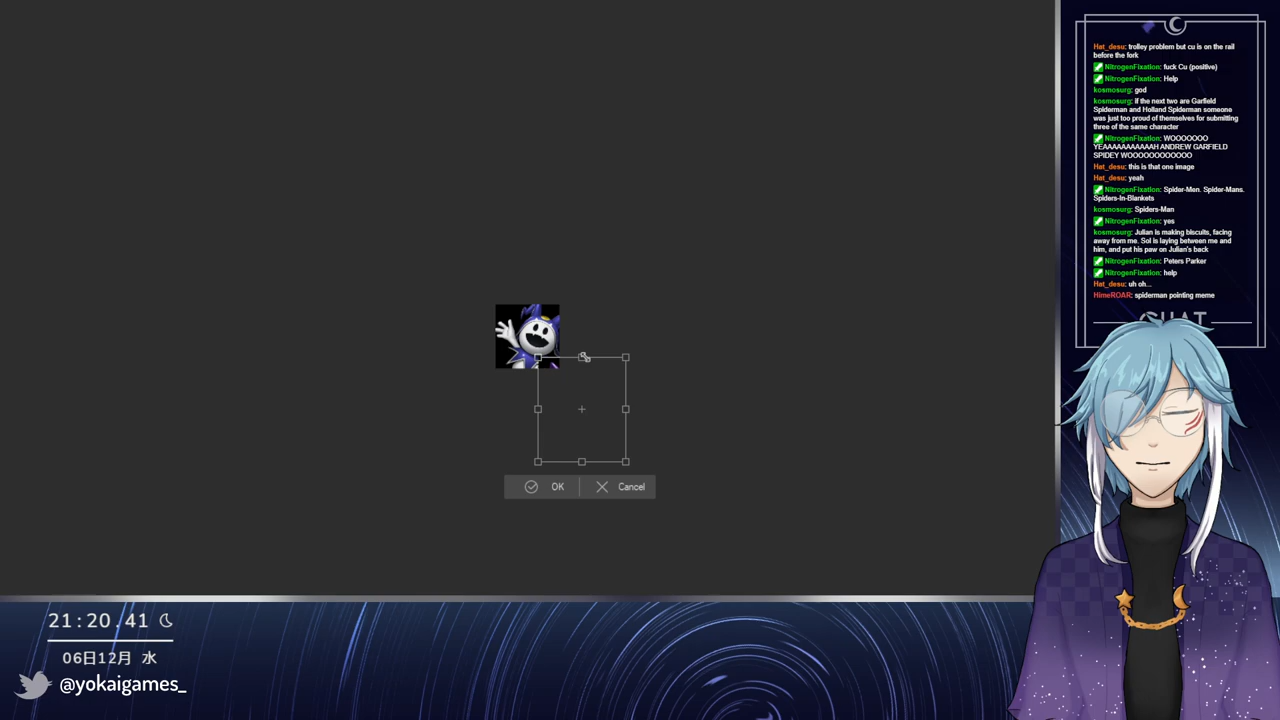 Hat_desu: trolley problem but cu is on the rail
before the fork
NitrogenFixation: fuck Cu (positive)
NitrogenFixation: Help
kosmosurg: god
kosmosurg: if the next two are Garfield
Spiderman and Holland Spiderman someone
was just too proud of themselves for submitting
three of the same character
NitrogenFixation: WOOOOOOO
YEAAAAAAAAAAH ANDREW GARFIELD
SPIDEY WOOOOOOOOOOOO
Hat_desu: this is that one image
Hat_desu: yeah
NitrogenFixation: Spider-Men. Spider-Mans.
Spiders-In-Blankets
kosmosurg: Spiders-Man
NitrogenFixation: yes
kosmosurg: Julian is making biscuits, facing
away from me. Sol is laying between me and
him, and put his paw on Julian's back
NitrogenFixation: Peters Parker
NitrogenFixation: help
Hat_desu: uh oh...
HimeROAR: spiderman pointing meme
CHAT
OK
Cancel
21:20.41
06日12月 水
@yokaigames_